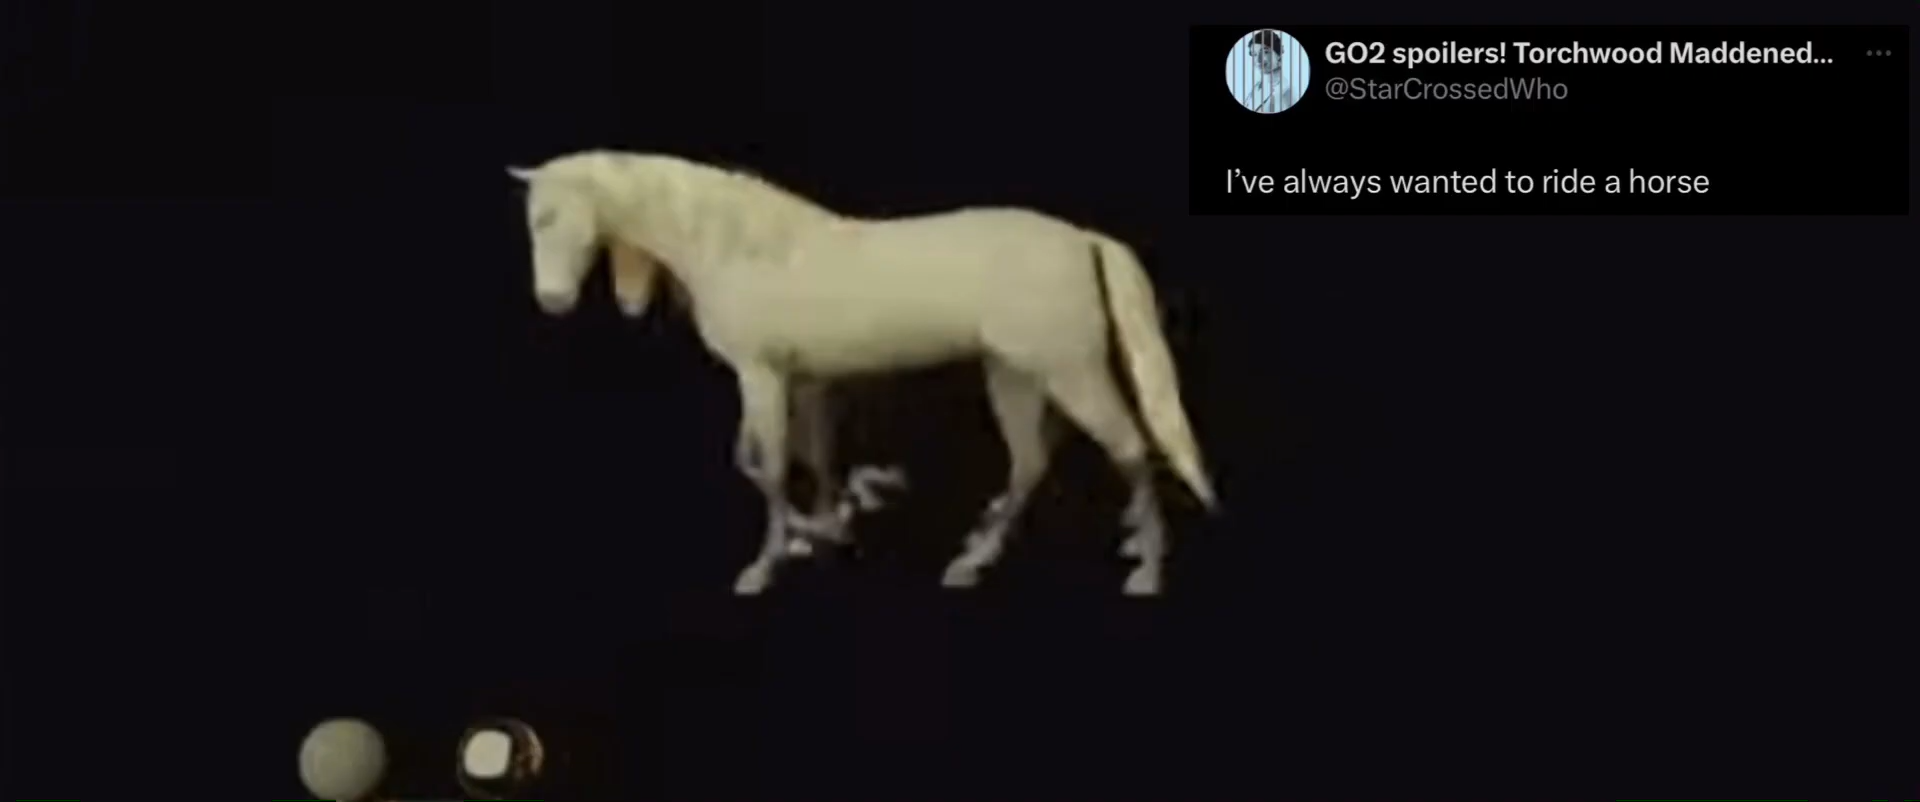 GO2 spoilers! Torchwood Maddened...
@StarCrossedWho
I’ve always wanted to ride a horse